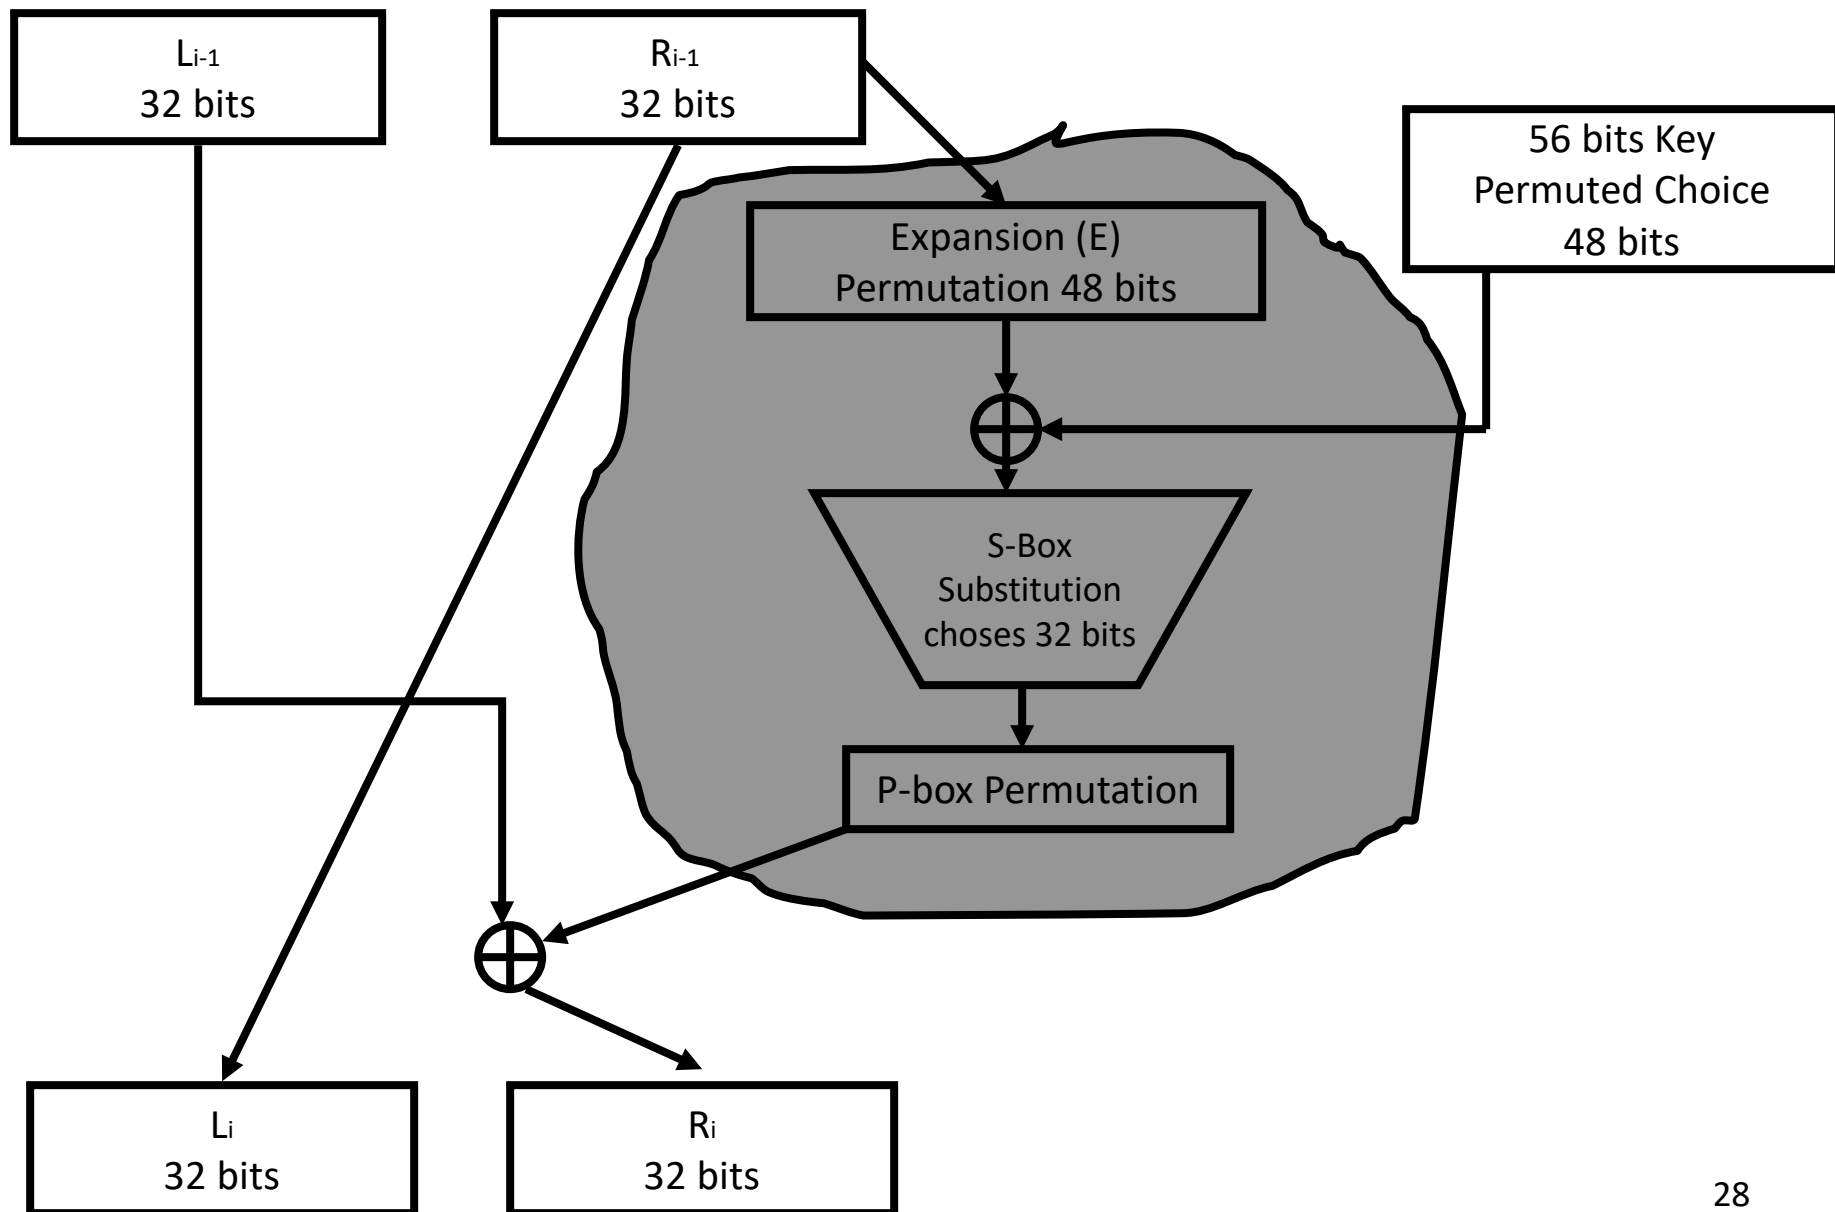 Li-1
32 bits
Ri-1
32 bits
56 bits Key
Permuted Choice
48 bits
Expansion (E)
Permutation 48 bits
S-Box
Substitution
choses 32 bits
P-box Permutation
Li
32 bits
Ri
32 bits
28